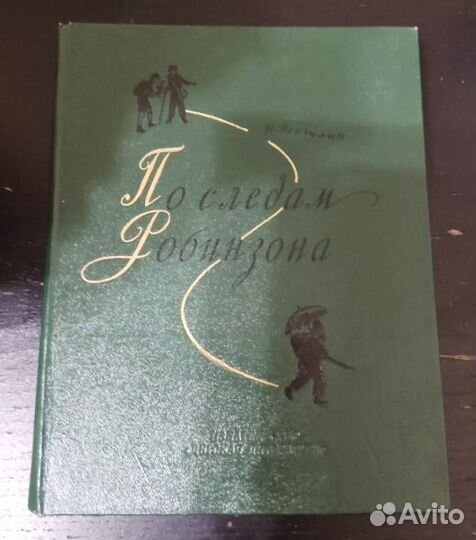 Н. Верзилин
По следам
Робинзона
Avito